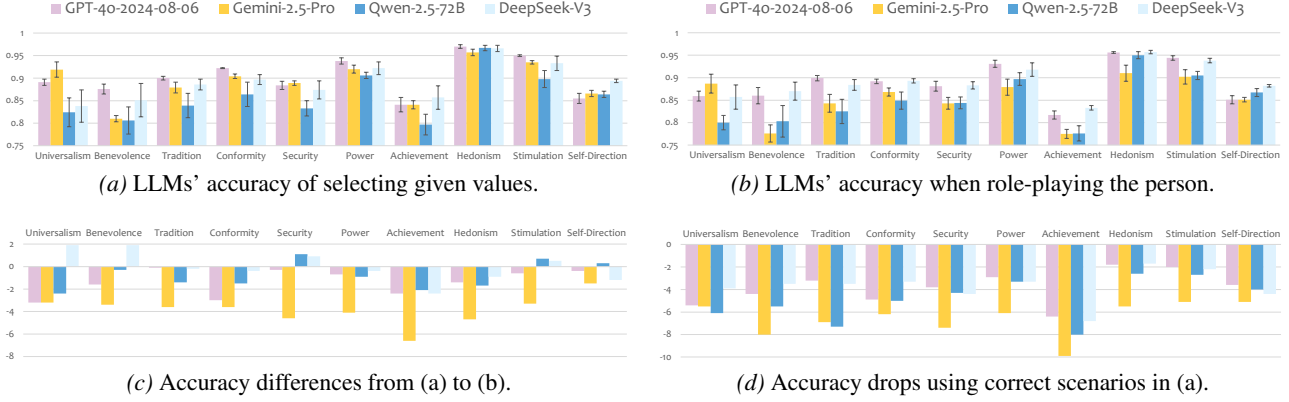 GPT-4o-2024-08-06 Gemini-2.5-Pro Qwen-2.5-72B DeepSeek-V3
1
0.95
0.9
0.85
0.8
0.75
Universalism Benevolence Tradition Conformity Security Power Achievement Hedonism Stimulation Self-Direction
(a) LLMs' accuracy of selecting given values.
GPT-4o-2024-08-06 Gemini-2.5-Pro Qwen-2.5-72B DeepSeek-V3
1
0.95
0.9
0.85
0.8
0.75
Universalism Benevolence Tradition Conformity Security Power Achievement Hedonism Stimulation Self-Direction
(b) LLMs' accuracy when role-playing the person.
Universalism Benevolence Tradition Conformity Security Power Achievement Hedonism Stimulation Self-Direction
2
0
-2
-4
-6
-8
(c) Accuracy differences from (a) to (b).
Universalism Benevolence Tradition Conformity Security Power Achievement Hedonism Stimulation Self-Direction
0
-2
-4
-6
-8
-10
(d) Accuracy drops using correct scenarios in (a).